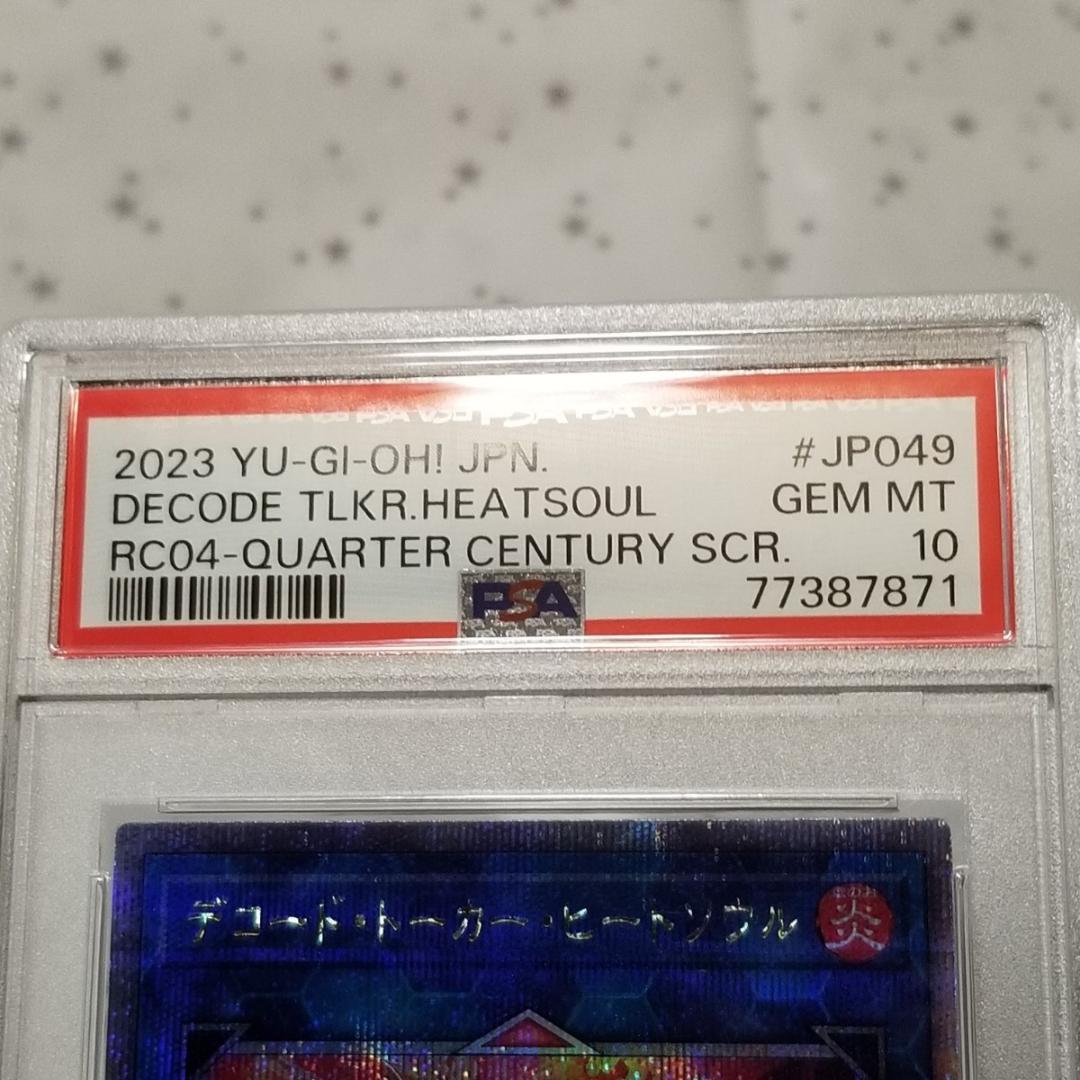 2023 YU-GI-OH! JPN. #JP049
DECODE TLKR.HEATSOUL GEM MT
RC04-QUARTER CENTURY SCR. 10
PSA 77387871
デコード・トーカー・ヒートソウル 炎